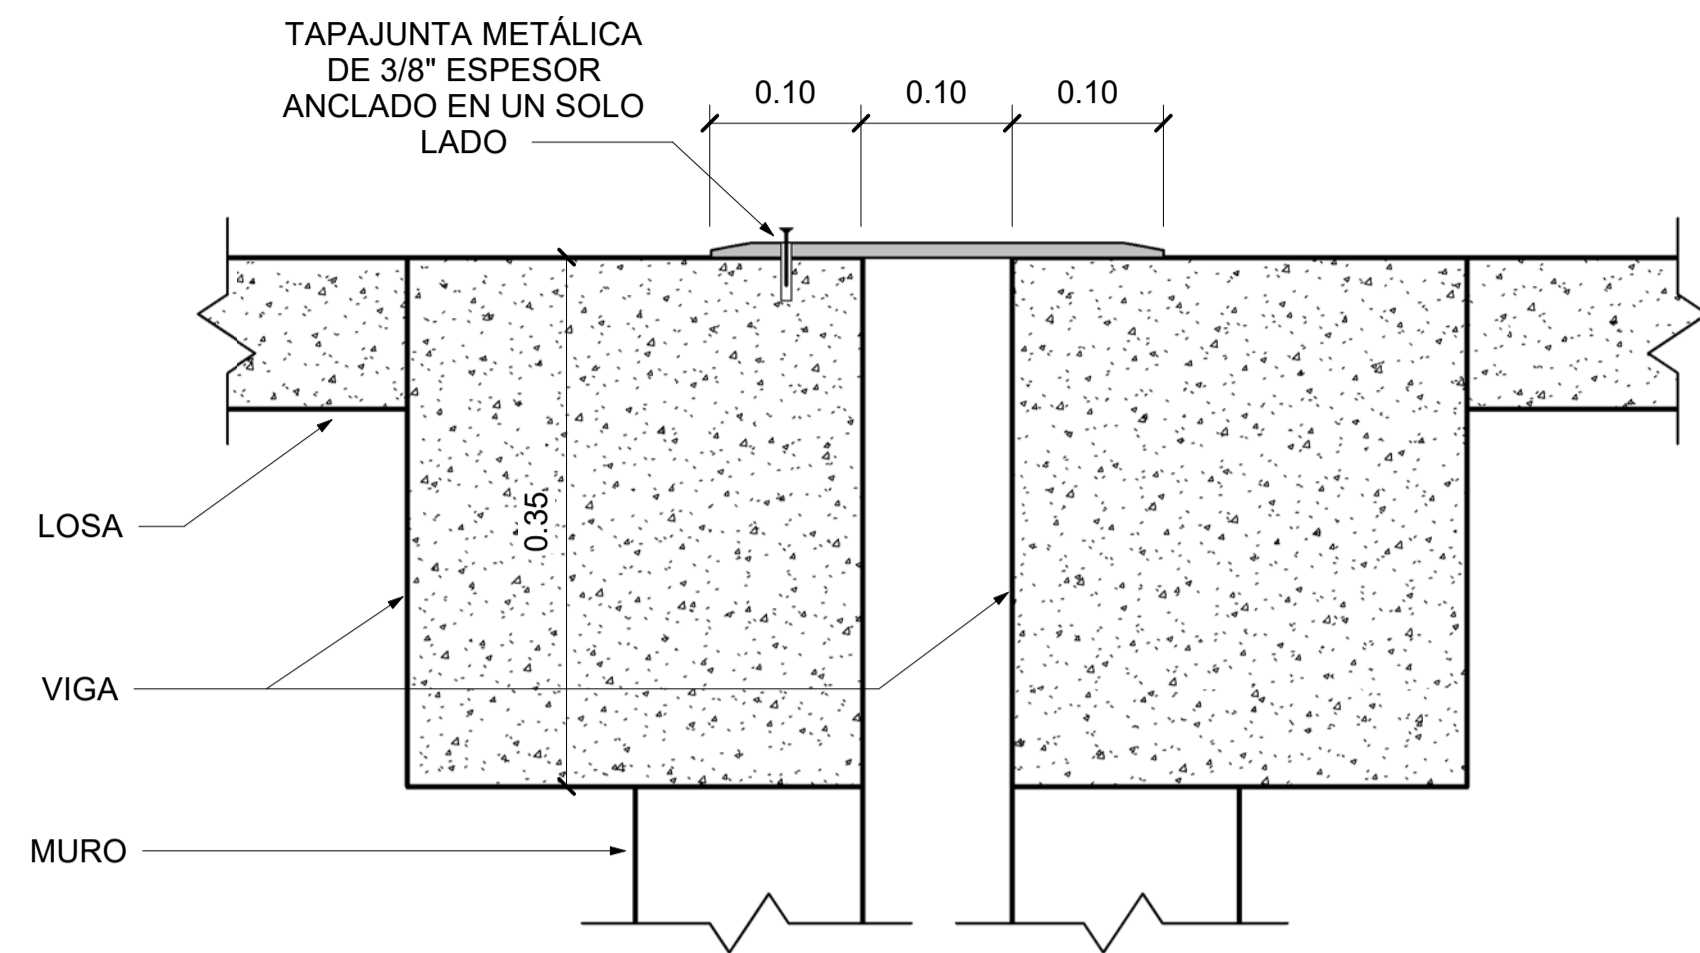 TAPAJUNTA METÁLICA
DE 3/8" ESPESOR
ANCLADO EN UN SOLO
LADO
0.10
0.10
0.10
0.35
LOSA
VIGA
MURO